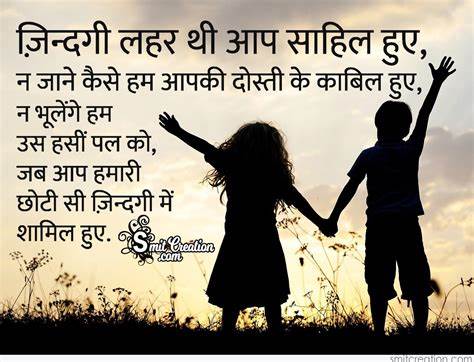 ज़िन्दगी लहर थी आप साहिल हुए,
न जाने कैसे हम आपकी दोस्ती के काबिल हुए,
न भूलेंगे हम
उस हसीं पल को,
जब आप हमारी
छोटी सी ज़िन्दगी में
शामिल हुए.
SmitCreation
.com
smitcreation.com